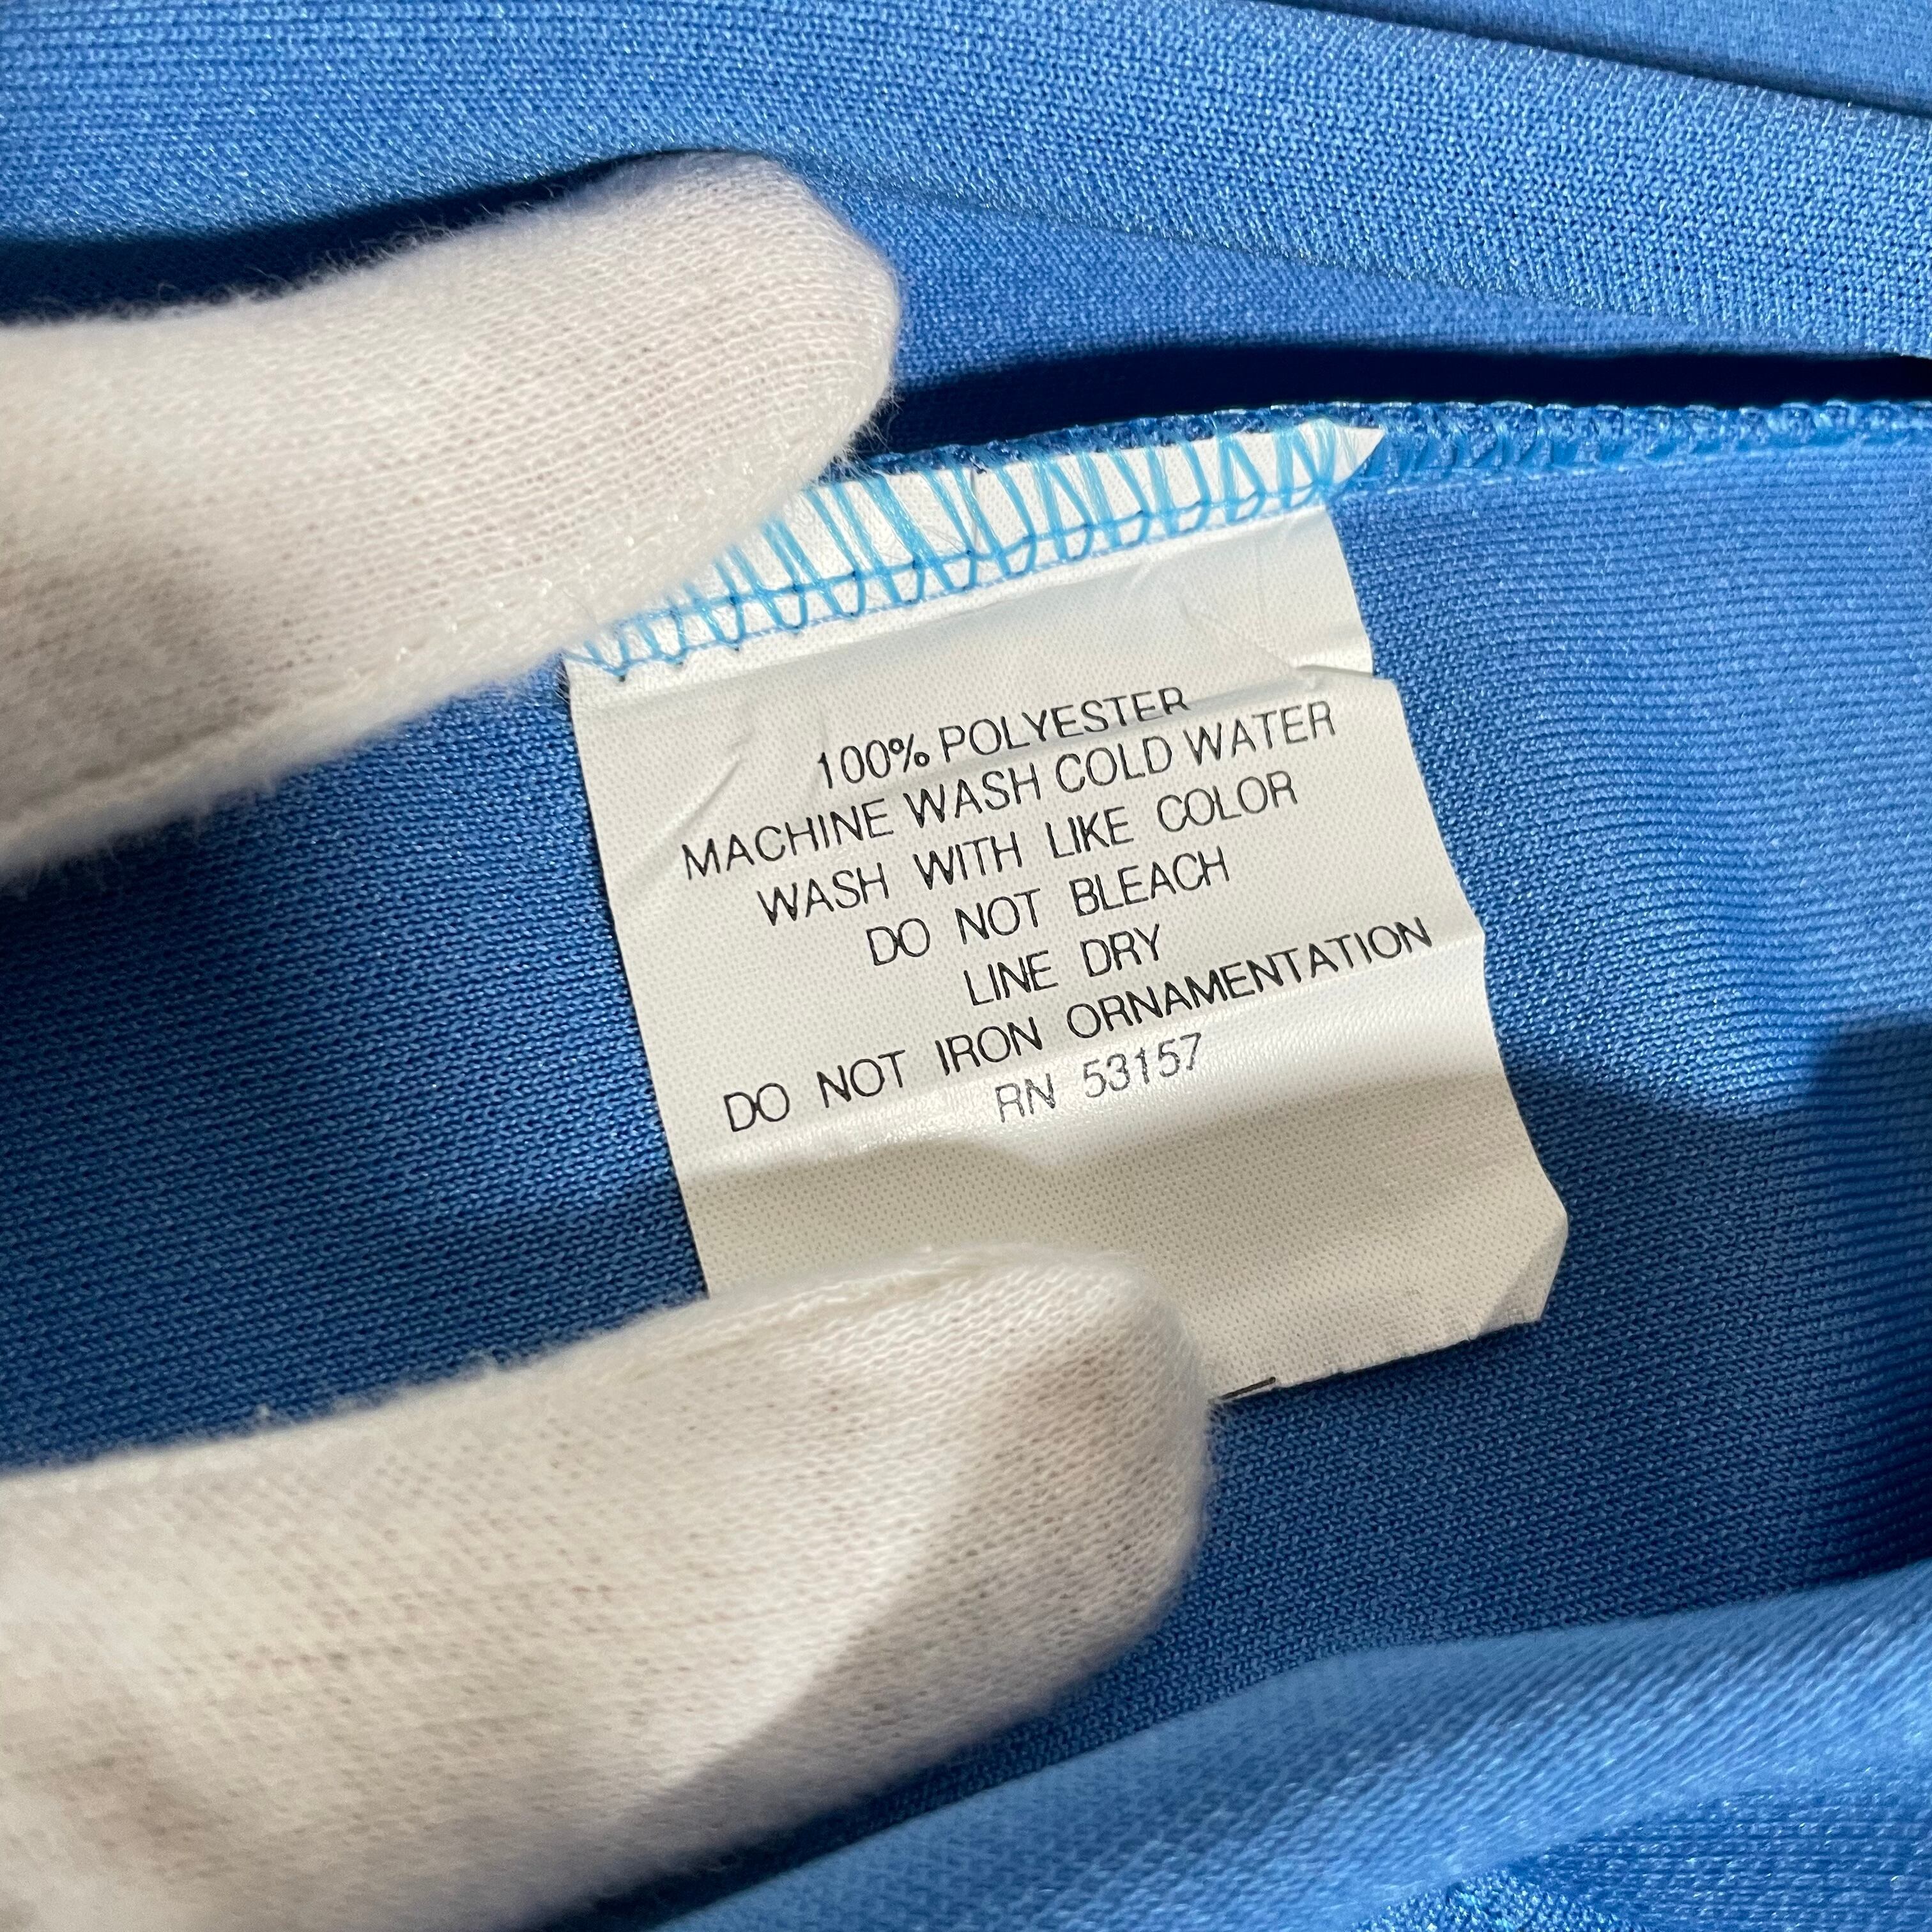 100% POLYESTER
MACHINE WASH COLD WATER
WASH WITH LIKE COLOR
DO NOT BLEACH
LINE DRY
DO NOT IRON ORNAMENTATION
RN 53157